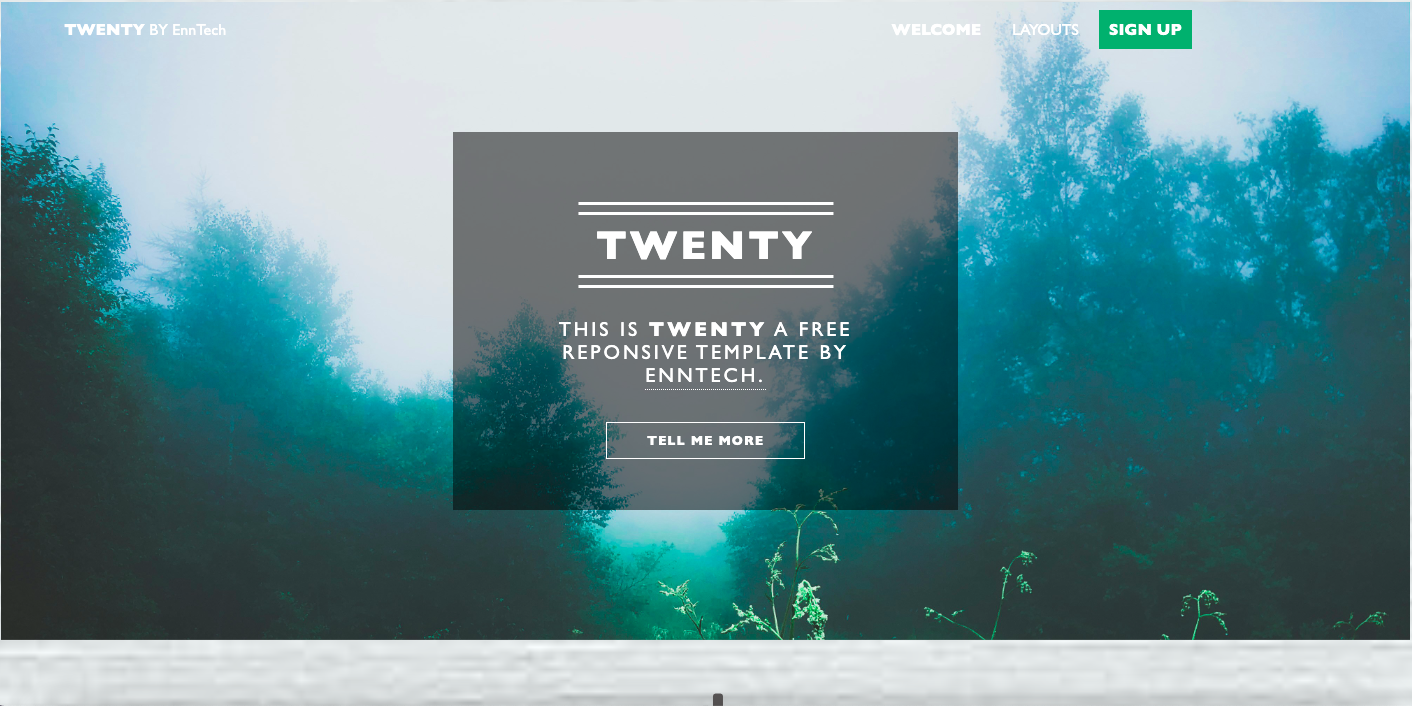 TWENTY BY EnnTech
WELCOME LAYOUTS SIGN UP
TWENTY
THIS IS TWENTY A FREE
REPONSIVE TEMPLATE BY
ENNTECH.
TELL ME MORE